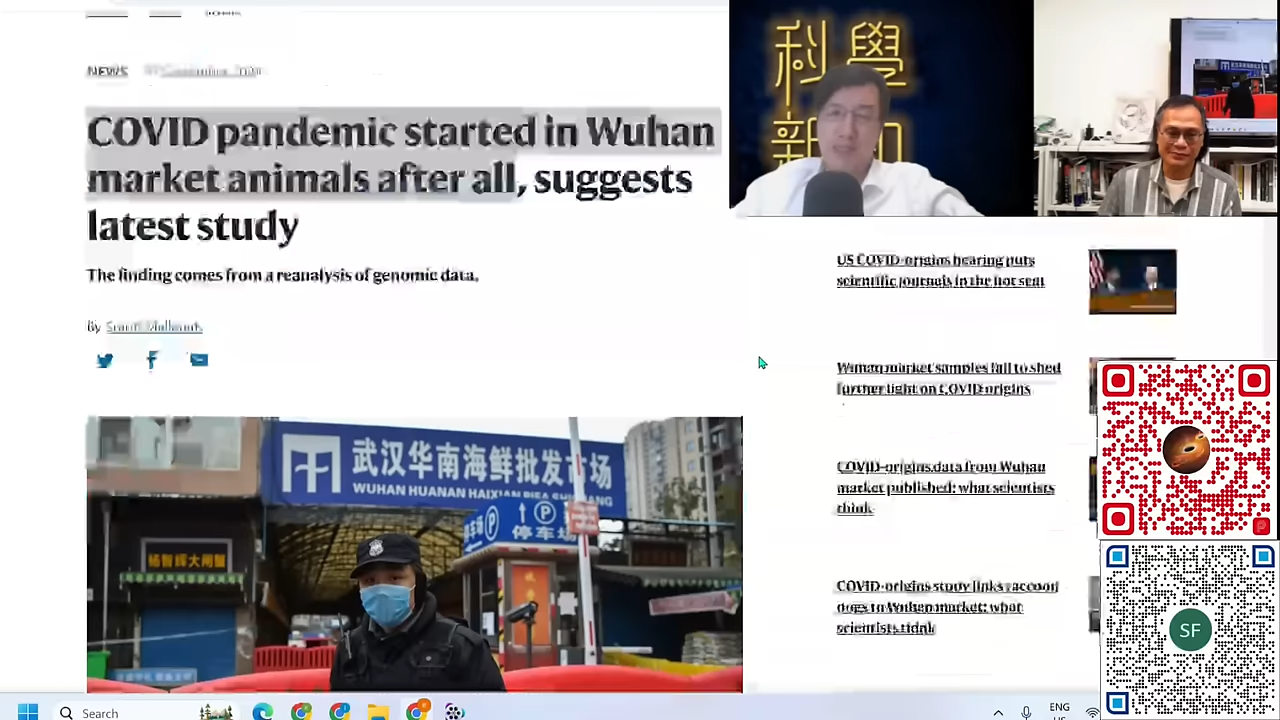 NEWS
COVID pandemic started in Wuhan
market animals after all, suggests
latest study
The finding comes from a reanalysis of genomic data.
By
科學
新知
US COVID-origins hearing puts
scientific journals in the hot seat
Wuhan market samples fail to shed
further light on COVID origins
COVID-origins data from Wuhan
market published: what scientists
think
COVID-origins study links raccoon
dogs to Wuhan market: what
scientists think
武汉华南海鲜批发市场
WUHAN HUANAN HAIXIAN PIFA SHICHANG
P
停车场
SF
Search
ENG